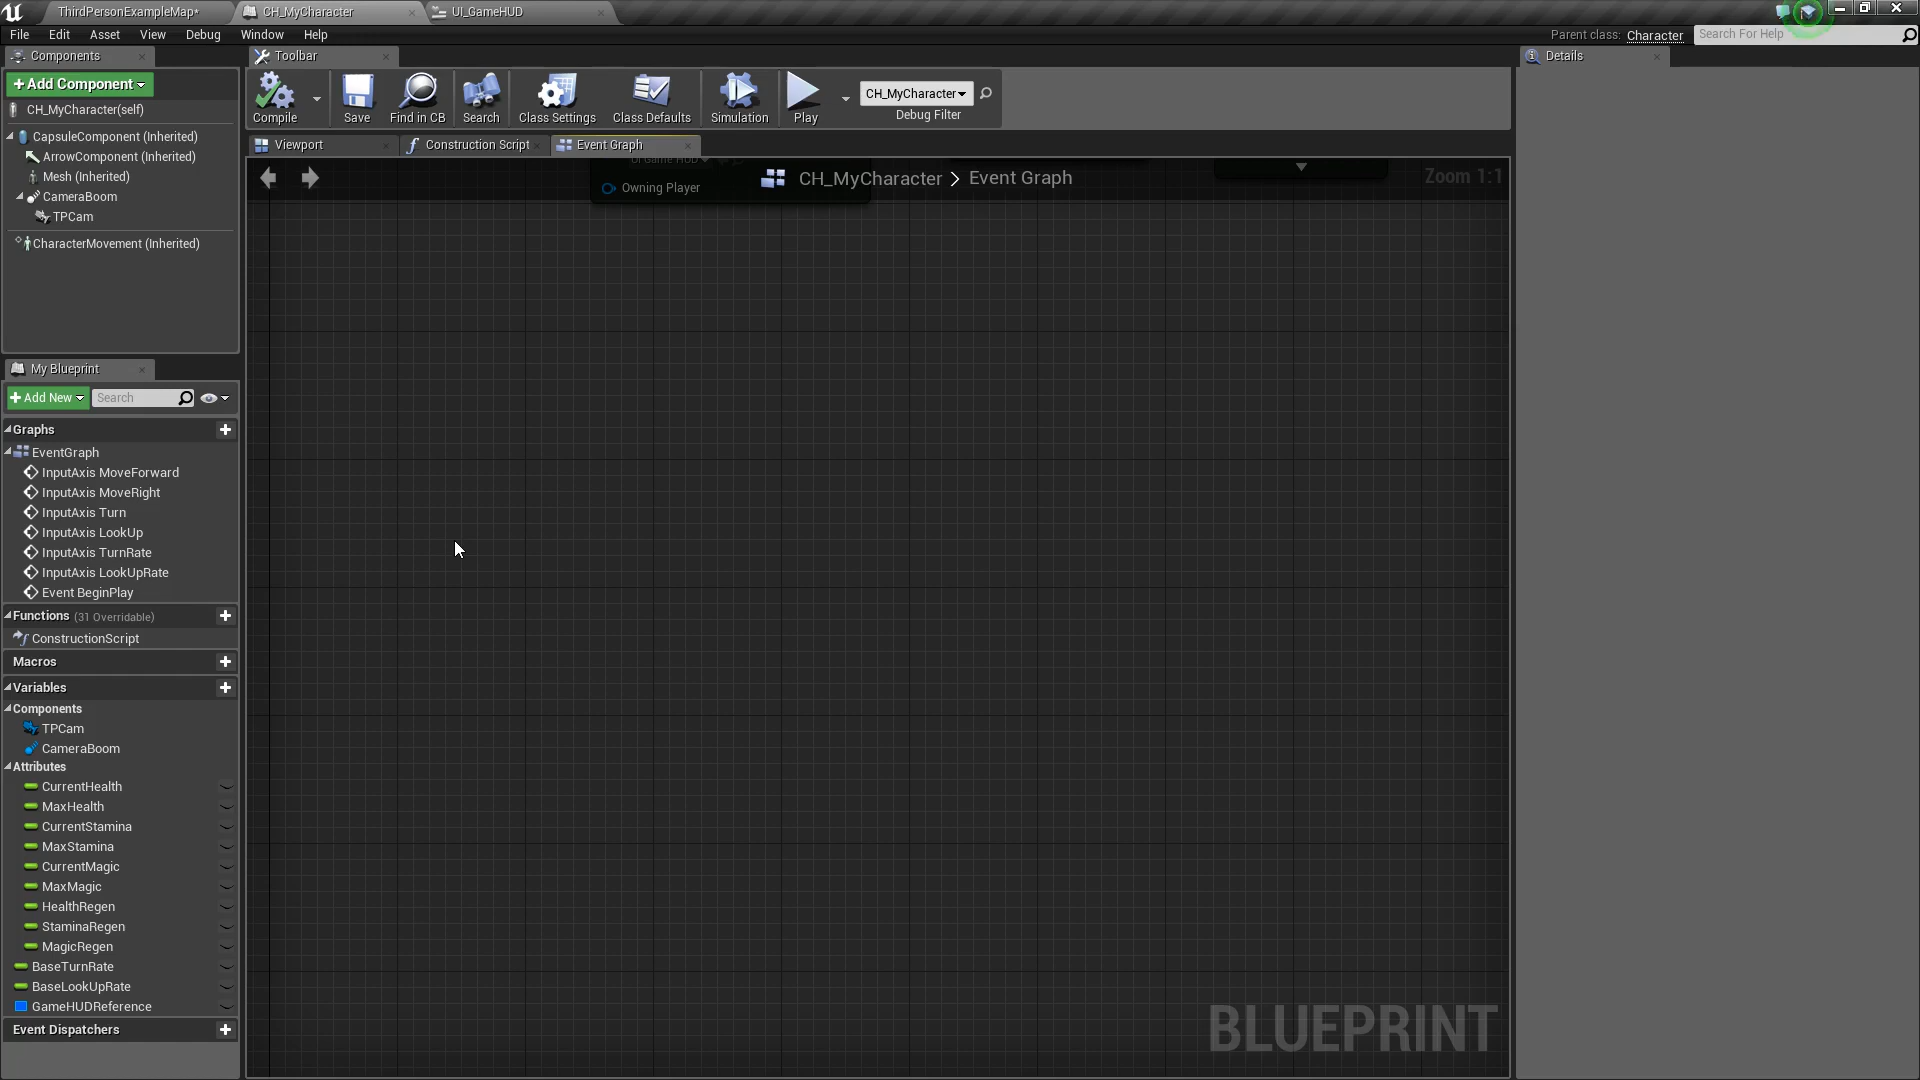 ThirdPersonExampleMap*
CH_MyCharacter
UI_GameHUD
File Edit Asset View Debug Window Help
Parent class: Character
Search For Help
Components
Toolbar
Details
Add Component
CH_MyCharacter(self)
CapsuleComponent (Inherited)
ArrowComponent (Inherited)
Mesh (Inherited)
CameraBoom
TPCam
CharacterMovement (Inherited)
Compile
Save
Find in CB
Search
Class Settings
Class Defaults
Simulation
Play
CH_MyCharacter
Debug Filter
Viewport
Construction Script
Event Graph
UI Game HUD
Owning Player
CH_MyCharacter > Event Graph
Zoom 1:1
My Blueprint
Add New
Search
Graphs
EventGraph
InputAxis MoveForward
InputAxis MoveRight
InputAxis Turn
InputAxis LookUp
InputAxis TurnRate
InputAxis LookUpRate
Event BeginPlay
Functions (31 Overridable)
ConstructionScript
Macros
Variables
Components
TPCam
CameraBoom
Attributes
CurrentHealth
MaxHealth
CurrentStamina
MaxStamina
CurrentMagic
MaxMagic
HealthRegen
StaminaRegen
MagicRegen
BaseTurnRate
BaseLookUpRate
GameHUDReference
Event Dispatchers
BLUEPRINT